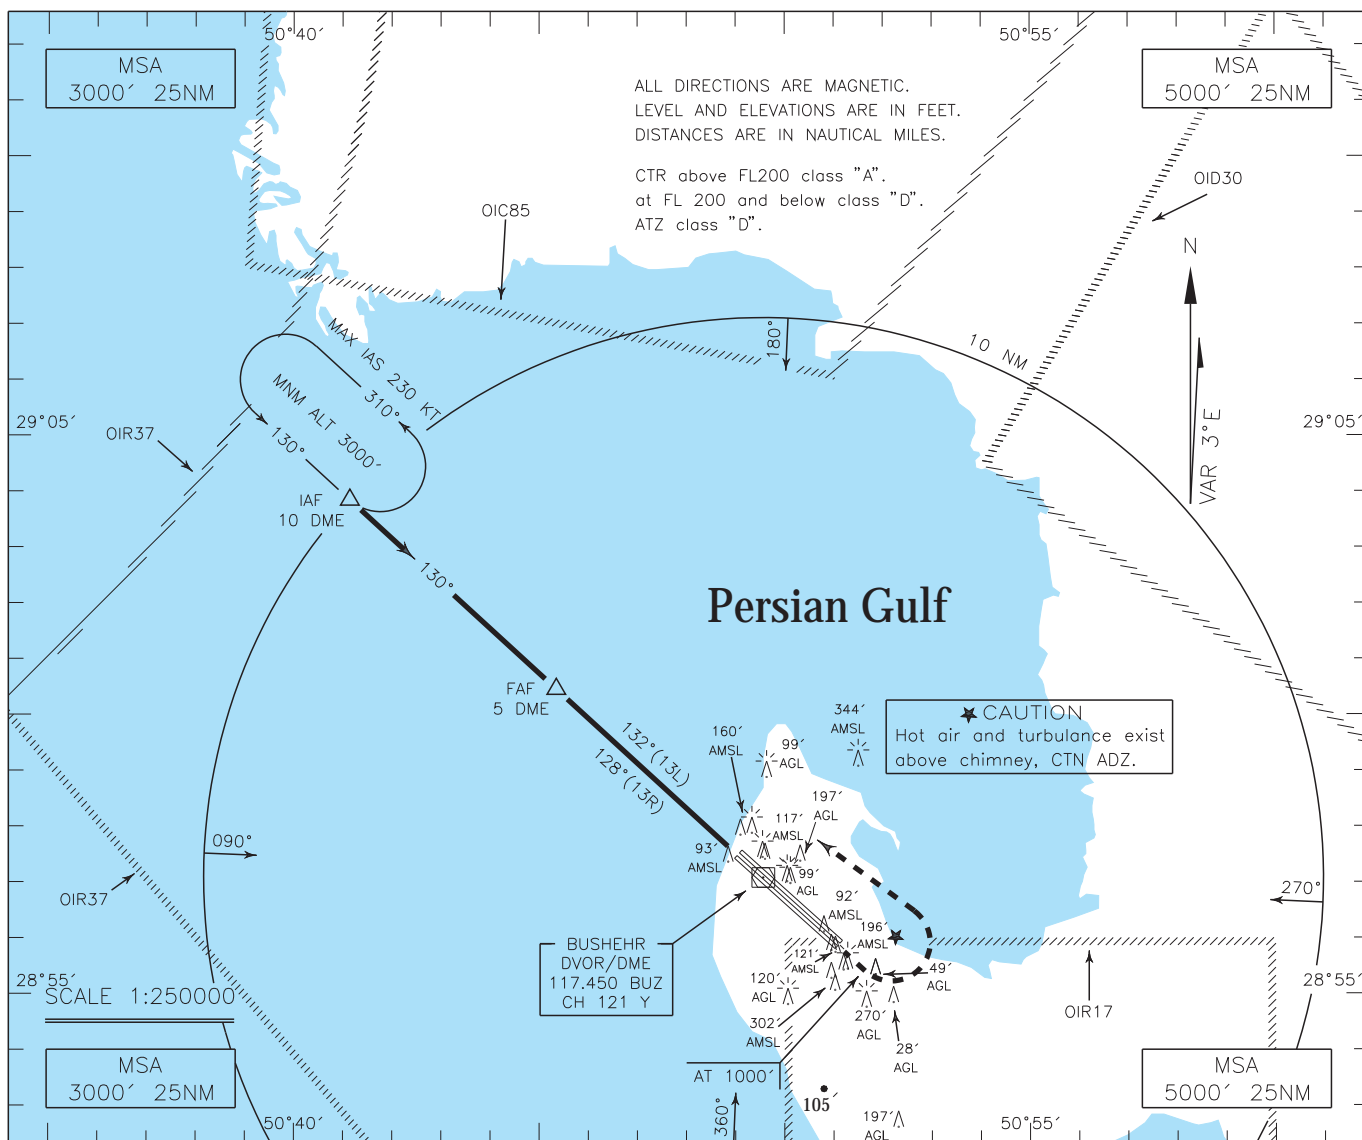 50°40′
50°55′
MSA
3000′ 25NM
MSA
5000′ 25NM
ALL DIRECTIONS ARE MAGNETIC.
LEVEL AND ELEVATIONS ARE IN FEET.
DISTANCES ARE IN NAUTICAL MILES.
CTR above FL200 class "A".
at FL 200 and below class "D".
ATZ class "D".
OID30
OIC85
N
MAX IAS 230 KT
180°
10 NM
MNM ALT 3000′
310°
130°
29°05′
OIR37
29°05′
VAR 3°E
IAF
10 DME
130°
Persian Gulf
FAF
5 DME
132°(13L)
128°(13R)
160′
AMSL
99′
AGL
344′
AMSL
CAUTION
Hot air and turbulance exist
above chimney, CTN ADZ.
197′
AGL
117′
AMSL
93′
AMSL
99′
AGL
090°
270°
OIR37
92′
AMSL
196′
AMSL
121′
AMSL
BUSHEHR
DVOR/DME
117.450 BUZ
CH 121 Y
49′
AGL
120′
AGL
28°55′
28°55′
SCALE 1:250000
OIR17
302′
AMSL
270′
AGL
28′
AGL
MSA
3000′ 25NM
AT 1000′
MSA
5000′ 25NM
105′
360°
197′
AGL
50°40′
50°55′